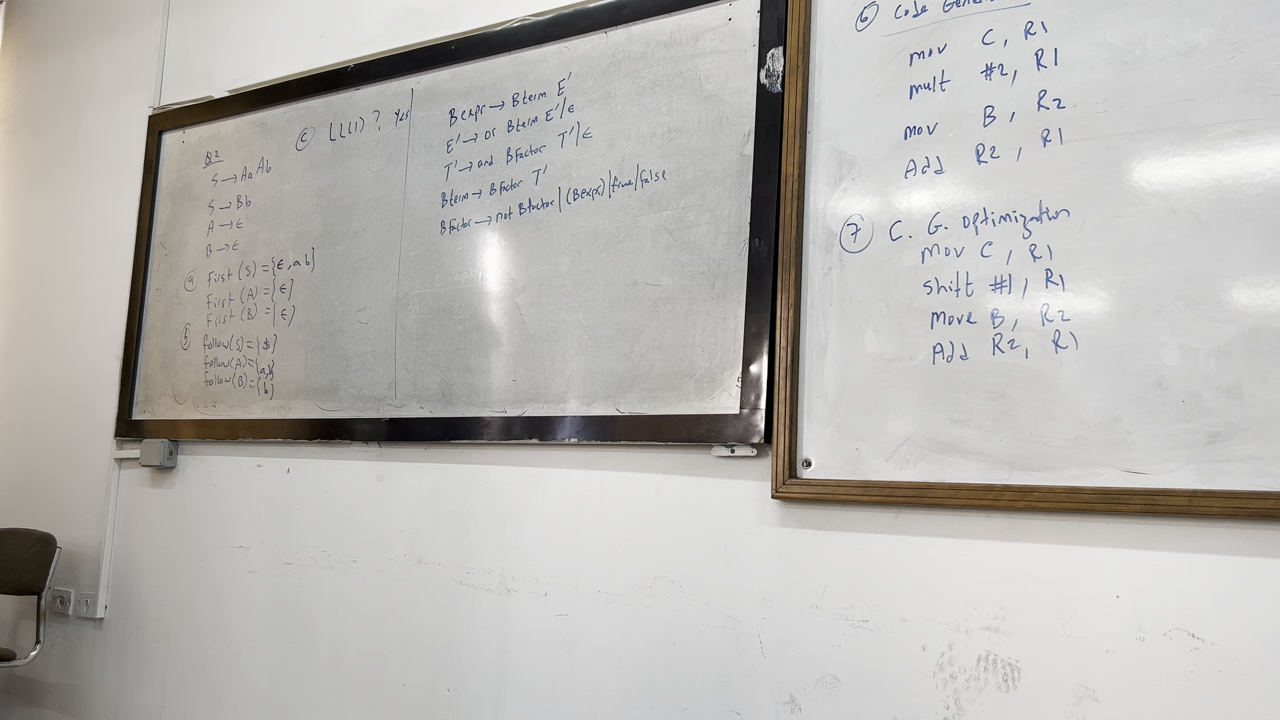 Q2
S → AaAb
S → Bb
A → ε
B → ε
ⓐ First(S) = {ε, ab}
First(A) = {ε}
First(B) = {ε}
ⓑ follow(S) = {$}
follow(A) = {a,b}
follow(B) = {b}
ⓒ LL(1) ? Yes
Bexpr → Bterm E'
E' → or Bterm E'/ε
T' → and BFactor T'/ε
Bterm → BFactor T'
BFactor → not Bfactor | (Bexpr) | true/false
⑥ Code
mov C, R1
mult #2, R1
mov B, R2
Add R2, R1
⑦ C. G. optimization
Mov C, R1
shift #1, R1
Move B, R2
Add R2, R1